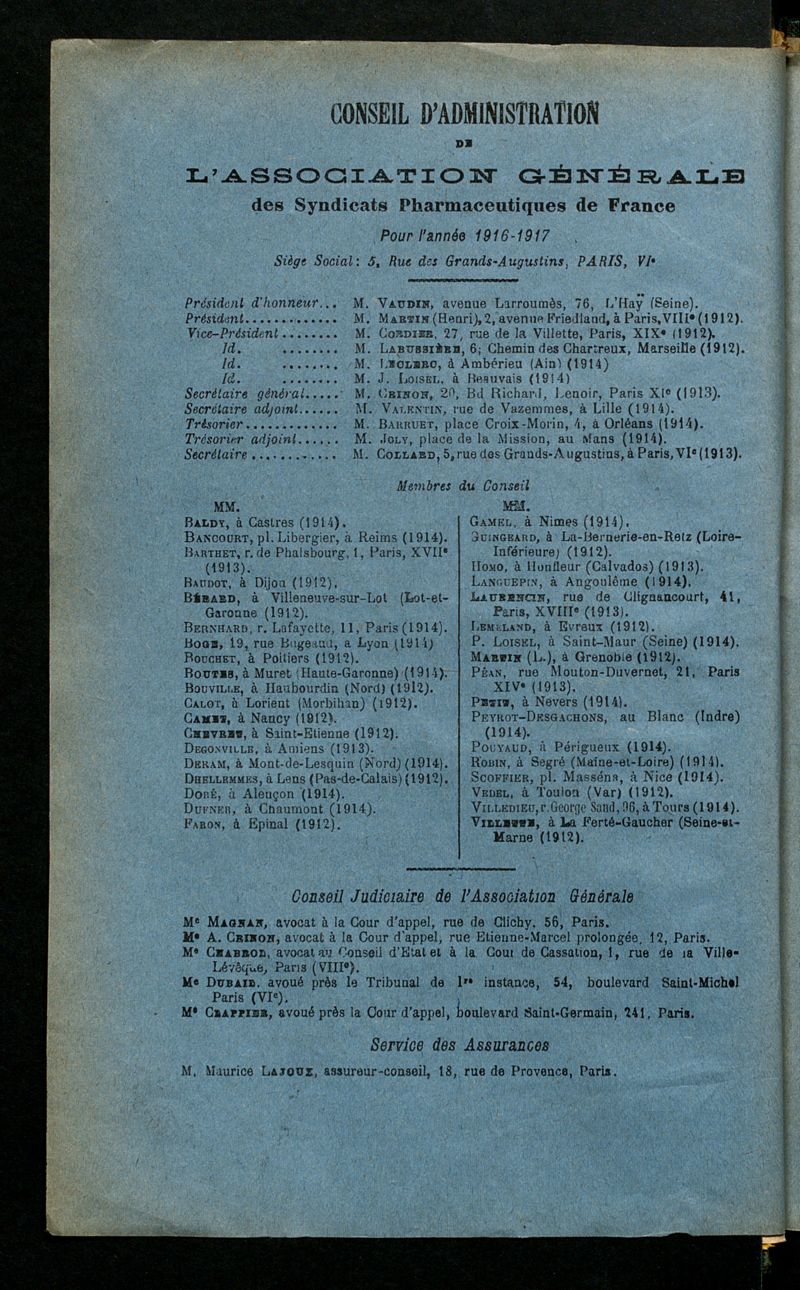 CONSEIL D'ADMINISTRATION
DE
L'ASSOCIATION GÉNÉRALE
des Syndicats Pharmaceutiques de France
Pour l'année 1916-1917
Siège Social : 5, Rue des Grands-Augustins, PARIS, VIe
Président d'honneur... M. VAUDIN, avenue Larroumès, 76, L'Haÿ (Seine).
Président............. M. MARTIN (Henri), 2, avenue Friedland, à Paris, VIIIe (1912).
Vice-Président ........ M. CORDIER, 27, rue de la Villette, Paris, XIXe (1912).
Id. ........ M. LABUSSIÈRE, 6, Chemin des Chartreux, Marseille (1912).
Id. ........ M. LECLERC, à Ambérieu (Ain) (1914)
Id. ........ M. J. LOISEL, à Beauvais (1914)
Secrétaire général..... M. CRINON, 20, Bd Richard, Lenoir, Paris XIe (1913).
Secrétaire adjoint...... M. VALENTIN, rue de Vazemmes, à Lille (1914).
Trésorier............. M. BARRUET, place Croix-Morin, 4, à Orléans (1914).
Trésorier adjoint...... M. JOLY, place de la Mission, au Mans (1914).
Secrétaire............ M. COLLARD, 5, rue des Grands-Augustins, à Paris, VIe (1913).
Membres du Conseil
MM.
BALDY, à Castres (1914).
BANCOURT, pl. Libergier, à Reims (1914).
BARTHET, r. de Phalsbourg, 1, Paris, XVIIe
(1913).
BAUDOT, à Dijon (1912).
BÉRARD, à Villeneuve-sur-Lot (Lot-et-
Garonne (1912).
BERNHARD, r. Lafayette, 11, Paris (1914).
BOGE, 19, rue Bugeaud, a Lyon (1914)
BOUCHET, à Poitiers (1912).
BOUTES, à Muret (Haute-Garonne) (1914).
BOUVILLE, à Haubourdin (Nord) (1912).
CALOT, à Lorient (Morbihan) (1912).
CAMET, à Nancy (1912).
CHEVRET, à Saint-Etienne (1912).
DEGONVILLE, à Amiens (1913).
DERAM, à Mont-de-Lesquin (Nord) (1914).
DHELLEMMES, à Lens (Pas-de-Calais) (1912).
DORÉ, à Alençon (1914).
DUFNER, à Chaumont (1914).
FARON, à Epinal (1912).
MM.
GAMEL, à Nimes (1914).
GUINGEARD, à La-Bernerie-en-Retz (Loire-
Inférieure) (1912).
HOMO, à Honfleur (Calvados) (1913).
LANGUEPIN, à Angoulême (1914).
LAURENCIN, rue de Clignancourt, 41,
Paris, XVIIIe (1913).
LEMELAND, à Evreux (1912).
P. LOISEL, à Saint-Maur (Seine) (1914).
MARTIN (L.), à Grenoble (1912).
PÉAN, rue Mouton-Duvernet, 21, Paris
XIVe (1913).
PETIT, à Nevers (1914).
PEYROT-DESGACHONS, au Blanc (Indre)
(1914).
POUYAUD, à Périgueux (1914).
ROBIN, à Segré (Maine-et-Loire) (1914).
SCOFFIER, pl. Masséna, à Nice (1914).
VEDEL, à Toulon (Var) (1912).
VILLEDIEU, r. George Sand, 96, à Tours (1914).
VILLETTE, à La Ferté-Gaucher (Seine-et-
Marne (1912).
Conseil Judiciaire de l'Association Générale
Me MAGNAN, avocat à la Cour d'appel, rue de Clichy, 56, Paris.
Me A. CRINON, avocat à la Cour d'appel, rue Etienne-Marcel prolongée, 12, Paris.
Me CHABROD, avocat au Conseil d'Etat et à la Cour de Cassation, 1, rue de la Ville-
Lévêque, Paris (VIIIe).
Me DUBAID, avoué près le Tribunal de 1re instance, 54, boulevard Saint-Michel
Paris (VIe).
Me CRAPPIER, avoué près la Cour d'appel, boulevard Saint-Germain, 241, Paris.
Service des Assurances
M. Maurice LAJOUX, assureur-conseil, 18, rue de Provence, Paris.